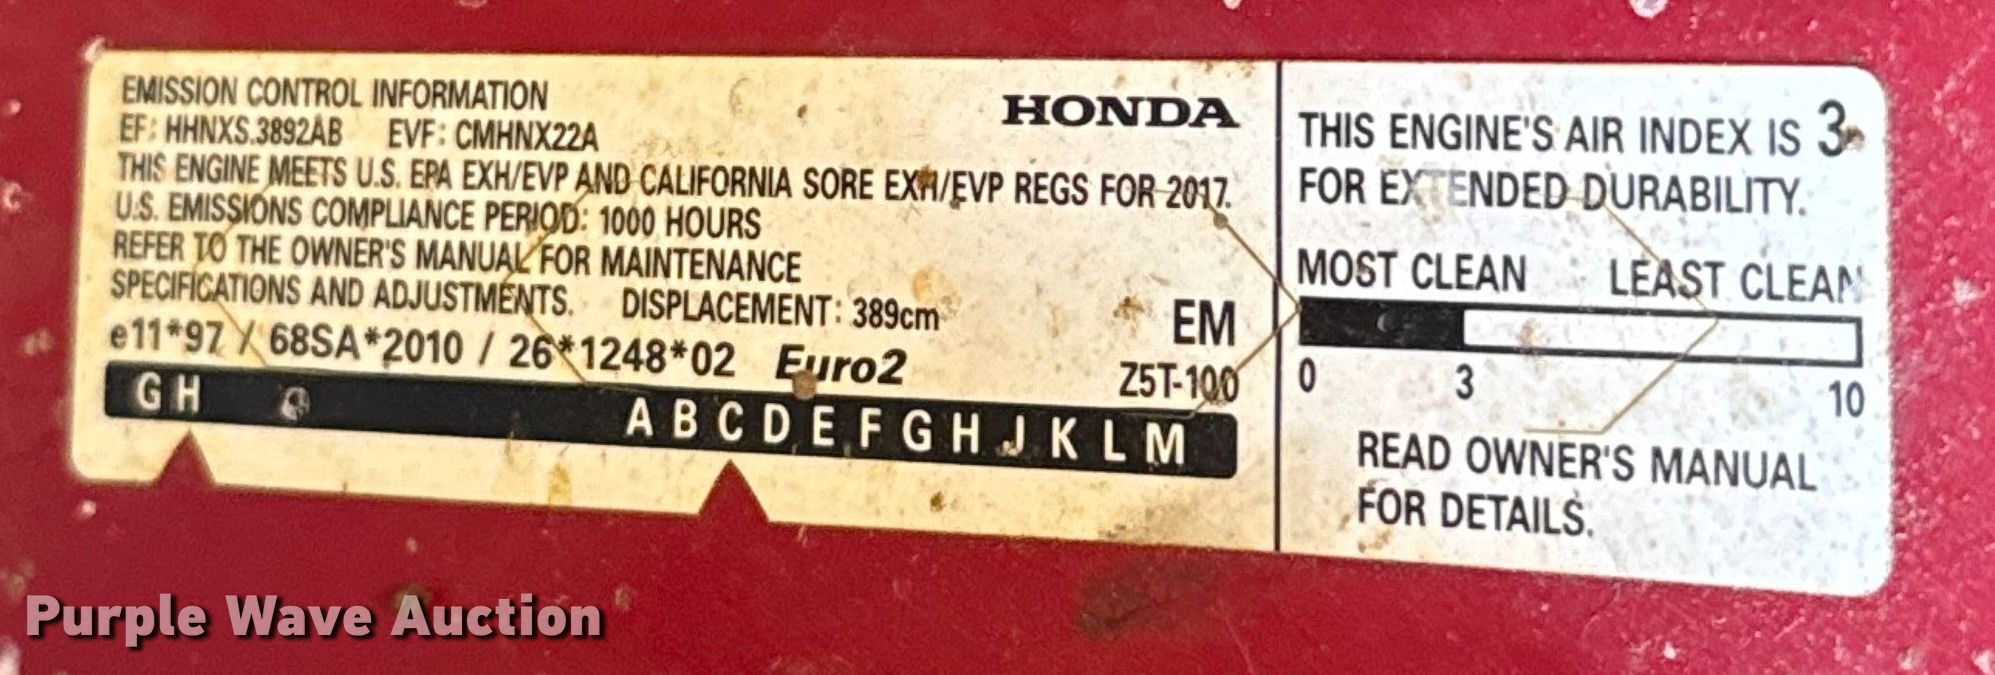 EMISSION CONTROL INFORMATION
HONDA
EF: HHNXS.3892AB EVF: CMHNX22A
THIS ENGINE MEETS U.S. EPA EXH/EVP AND CALIFORNIA SORE EXH/EVP REGS FOR 2017.
U.S. EMISSIONS COMPLIANCE PERIOD: 1000 HOURS
REFER TO THE OWNER'S MANUAL FOR MAINTENANCE
SPECIFICATIONS AND ADJUSTMENTS. DISPLACEMENT: 389cm
EM
e11*97 / 68SA*2010 / 26*1248*02 Euro2
Z5T-100
G H A B C D E F G H J K L M
THIS ENGINE'S AIR INDEX IS 3
FOR EXTENDED DURABILITY.
MOST CLEAN LEAST CLEAN
0 3 10
READ OWNER'S MANUAL
FOR DETAILS.
Purple Wave Auction